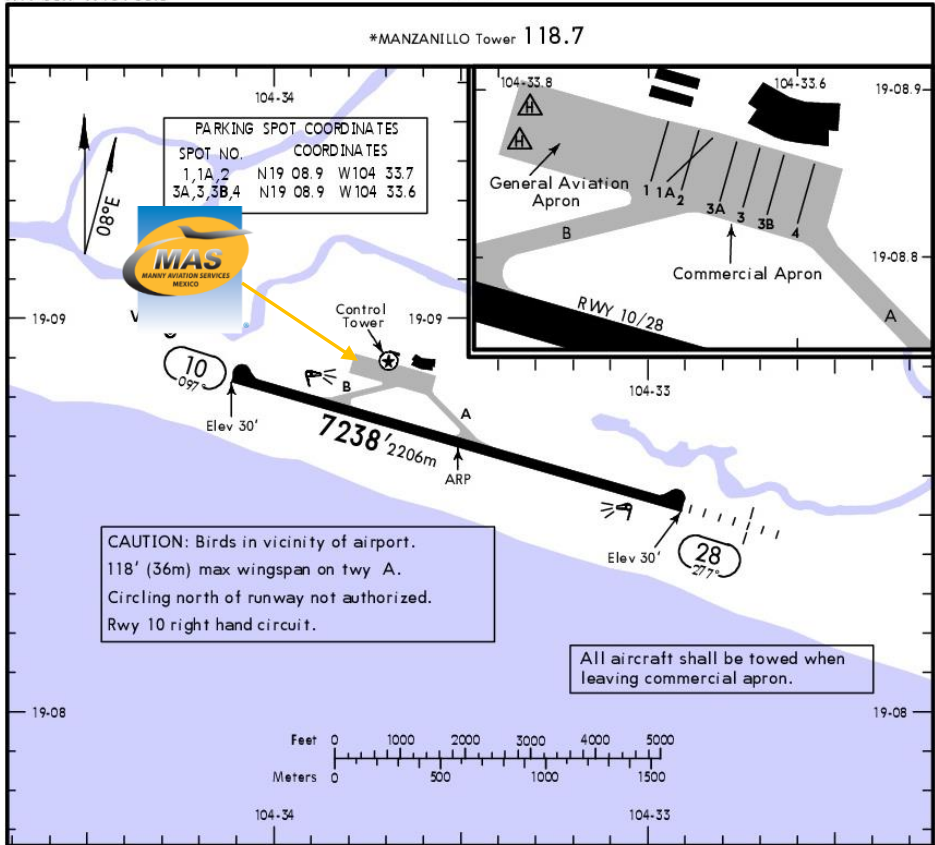 *MANZANILLO Tower 118.7
104-34
PARKING SPOT COORDINATES
SPOT NO. COORDINATES
1,1A,2 N19 08.9 W104 33.7
3A,3,3B,4 N19 08.9 W104 33.6
08°E
MAS
MANNY AVIATION SERVICES
MEXICO
104-33.8
104-33.6
19-08.9
General Aviation
Apron
H
H
1 1A 2 3A 3 3B 4
B
Commercial Apron
19-08.8
A
RWY 10/28
19-09
19-09
Control
Tower
10
097°
B
A
Elev 30'
7238' 2206m
ARP
104-33
Elev 30'
28
277°
CAUTION: Birds in vicinity of airport.
118' (36m) max wingspan on twy A.
Circling north of runway not authorized.
Rwy 10 right hand circuit.
All aircraft shall be towed when
leaving commercial apron.
19-08
19-08
Feet 0 1000 2000 3000 4000 5000
Meters 0 500 1000 1500
104-34
104-33